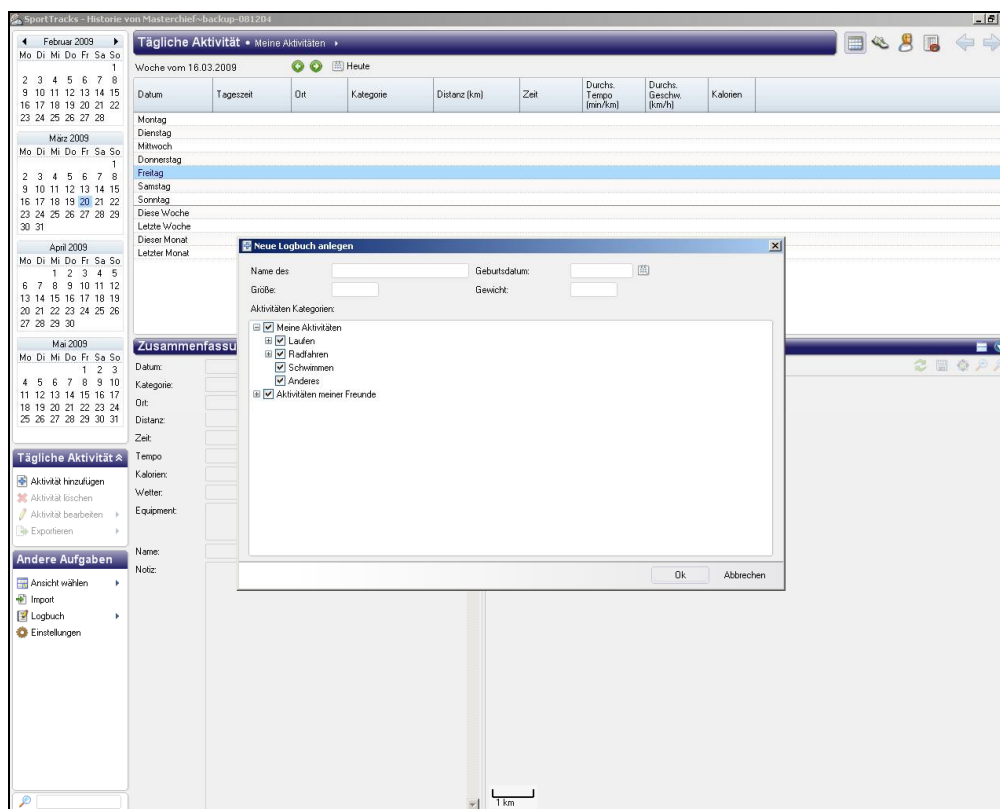 SportTracks - Historie von Masterchief~backup-081204
Februar 2009
Mo Di Mi Do Fr Sa So
1
2 3 4 5 6 7 8
9 10 11 12 13 14 15
16 17 18 19 20 21 22
23 24 25 26 27 28
März 2009
Mo Di Mi Do Fr Sa So
1
2 3 4 5 6 7 8
9 10 11 12 13 14 15
16 17 18 19 20 21 22
23 24 25 26 27 28 29
30 31
April 2009
Mo Di Mi Do Fr Sa So
1 2 3 4 5
6 7 8 9 10 11 12
13 14 15 16 17 18 19
20 21 22 23 24 25 26
27 28 29 30
Mai 2009
Mo Di Mi Do Fr Sa So
1 2 3
4 5 6 7 8 9 10
11 12 13 14 15 16 17
18 19 20 21 22 23 24
25 26 27 28 29 30 31
Tägliche Aktivität
Aktivität hinzufügen
Aktivität löschen
Aktivität bearbeiten
Exportieren
Andere Aufgaben
Ansicht wählen
Import
Logbuch
Einstellungen
Tägliche Aktivität • Meine Aktivitäten
Woche vom 16.03.2009 Heute
Datum Tageszeit Ort Kategorie Distanz (km) Zeit Durchs. Tempo (min/km) Durchs. Geschw. (km/h) Kalorien
Montag
Dienstag
Mittwoch
Donnerstag
Freitag
Samstag
Sonntag
Diese Woche
Letzte Woche
Dieser Monat
Letzter Monat
Zusammenfassu
Datum:
Kategorie:
Ort:
Distanz:
Zeit:
Tempo
Kalorien:
Wetter:
Equipment:
Name:
Notiz:
Neue Logbuch anlegen
Name des Geburtsdatum:
Größe: Gewicht:
Aktivitäten Kategorien:
Meine Aktivitäten
Laufen
Radfahren
Schwimmen
Anderes
Aktivitäten meiner Freunde
Ok Abbrechen
1 km